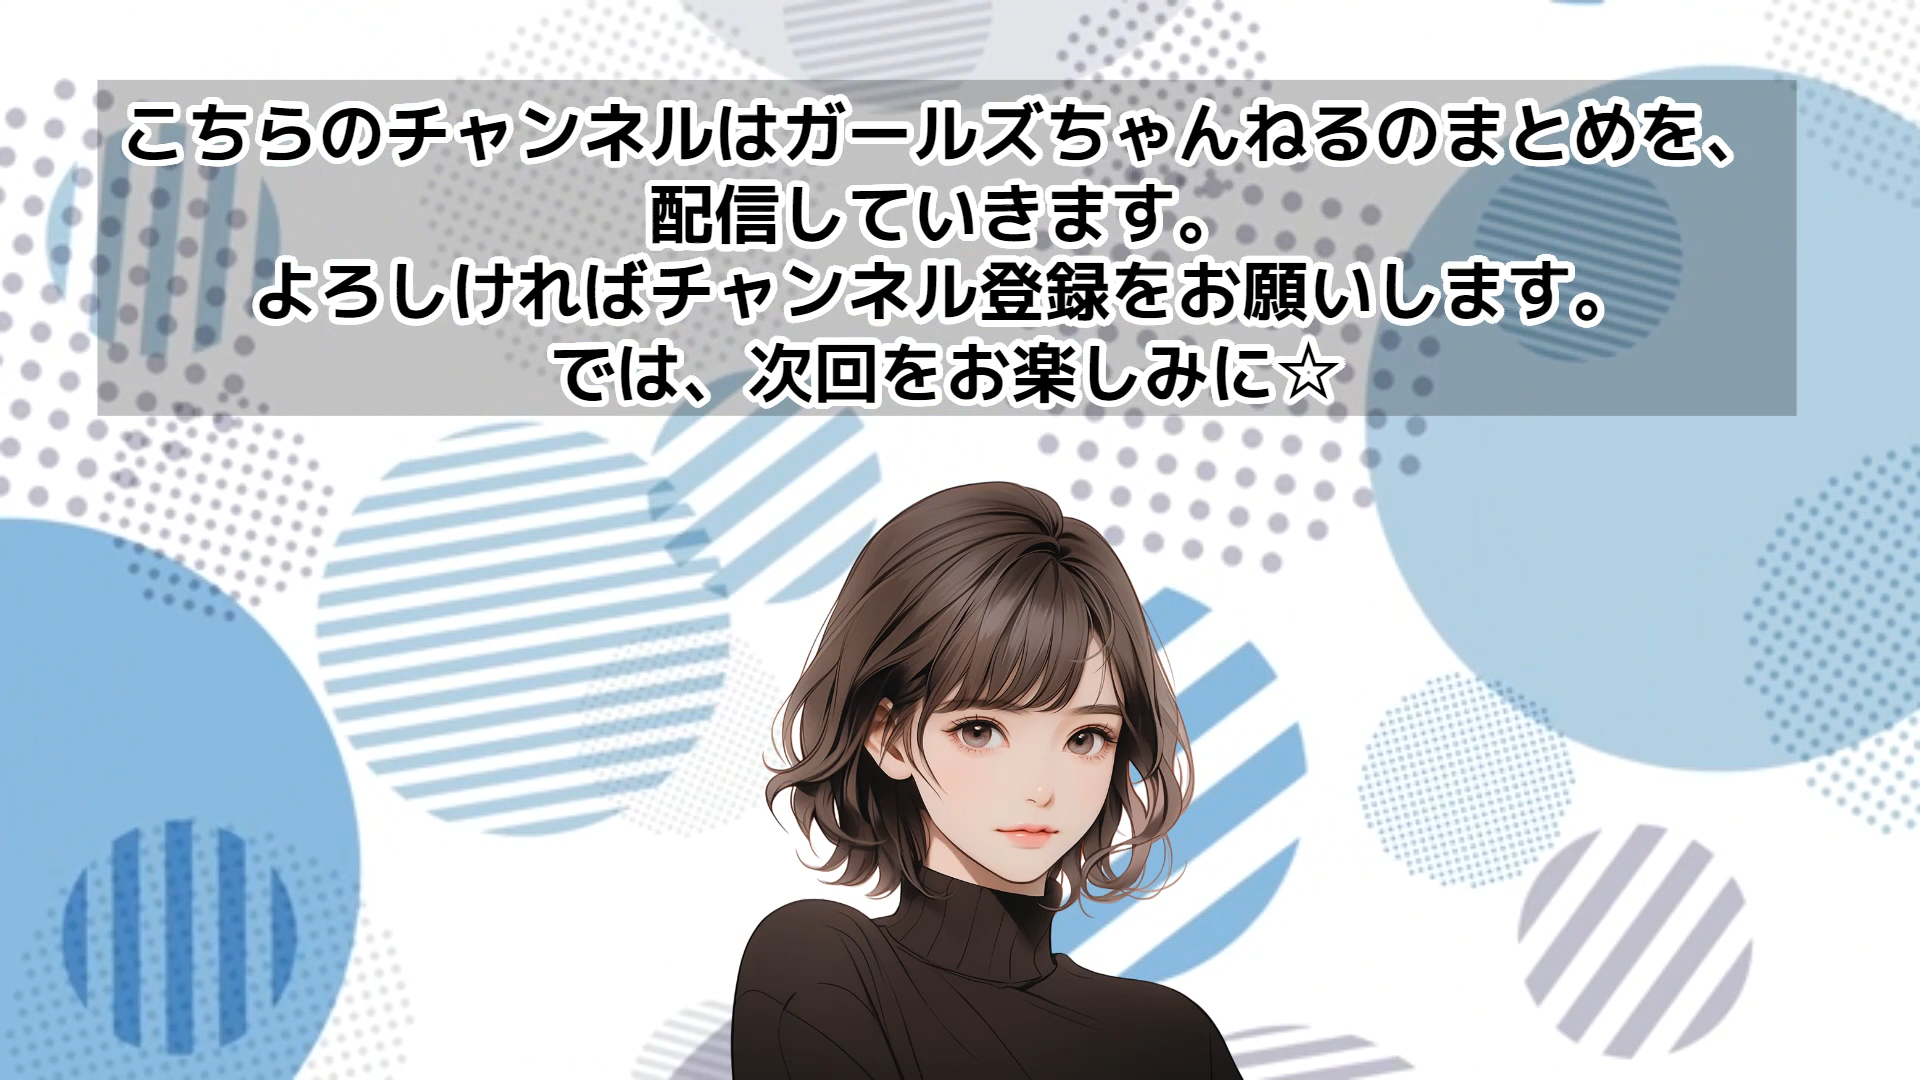 こちらのチャンネルはガールズちゃんねるのまとめを、
配信していきます。
よろしければチャンネル登録をお願いします。
では、次回をお楽しみに☆